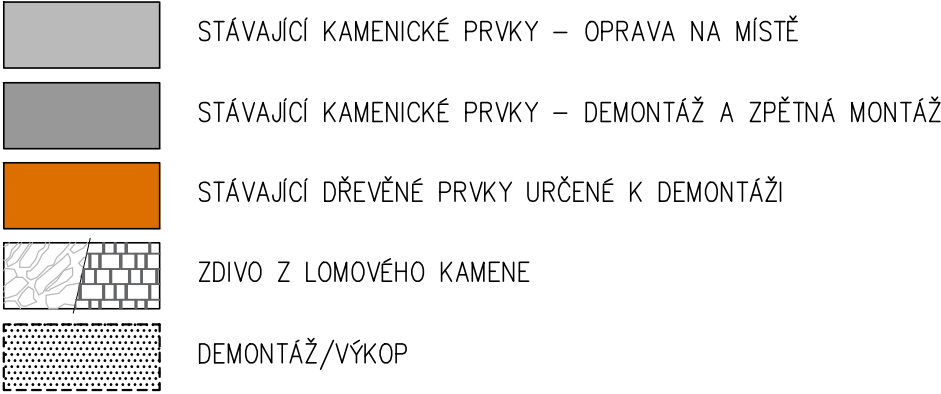 STÁVAJÍCÍ KAMENICKÉ PRVKY – OPRAVA NA MÍSTĚ
STÁVAJÍCÍ KAMENICKÉ PRVKY – DEMONTÁŽ A ZPĚTNÁ MONTÁŽ
STÁVAJÍCÍ DŘEVĚNÉ PRVKY URČENÉ K DEMONTÁŽI
ZDIVO Z LOMOVÉHO KAMENE
DEMONTÁŽ/VÝKOP